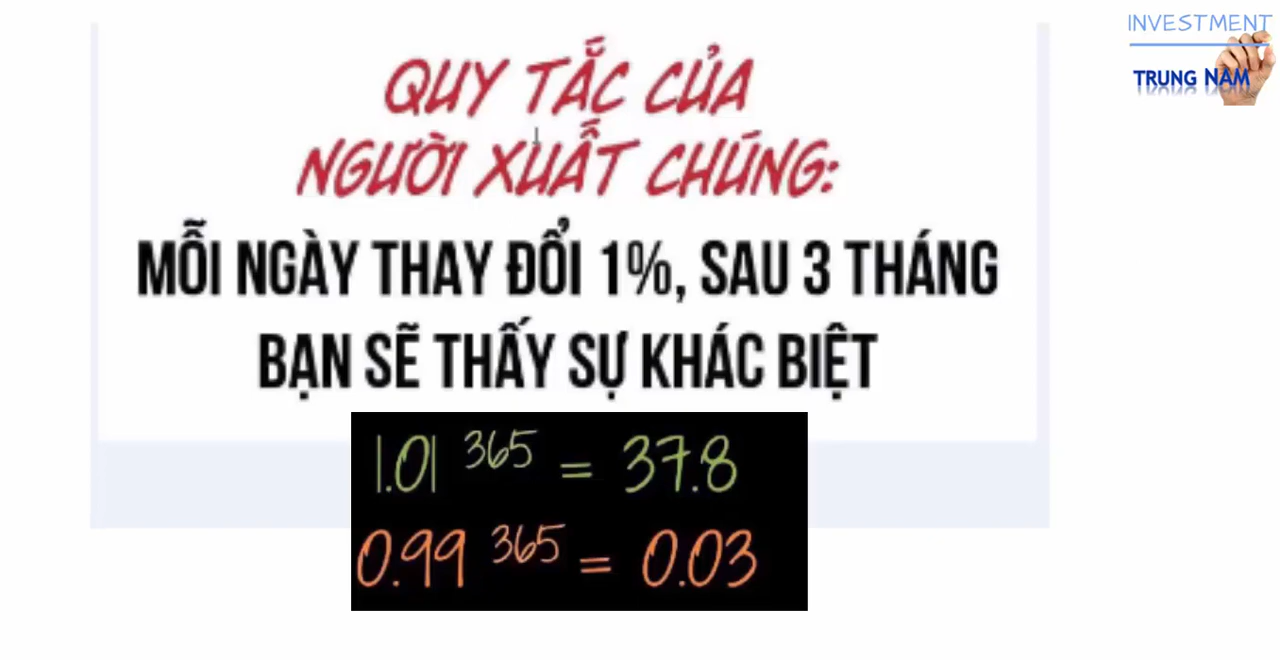 INVESTMENT
TRUNG NAM
QUY TẮC CỦA
NGƯỜI XUẤT CHÚNG:
MỖI NGÀY THAY ĐỔI 1%, SAU 3 THÁNG
BẠN SẼ THẤY SỰ KHÁC BIỆT
1.01 ³⁶⁵ = 37.8
0.99 ³⁶⁵ = 0.03